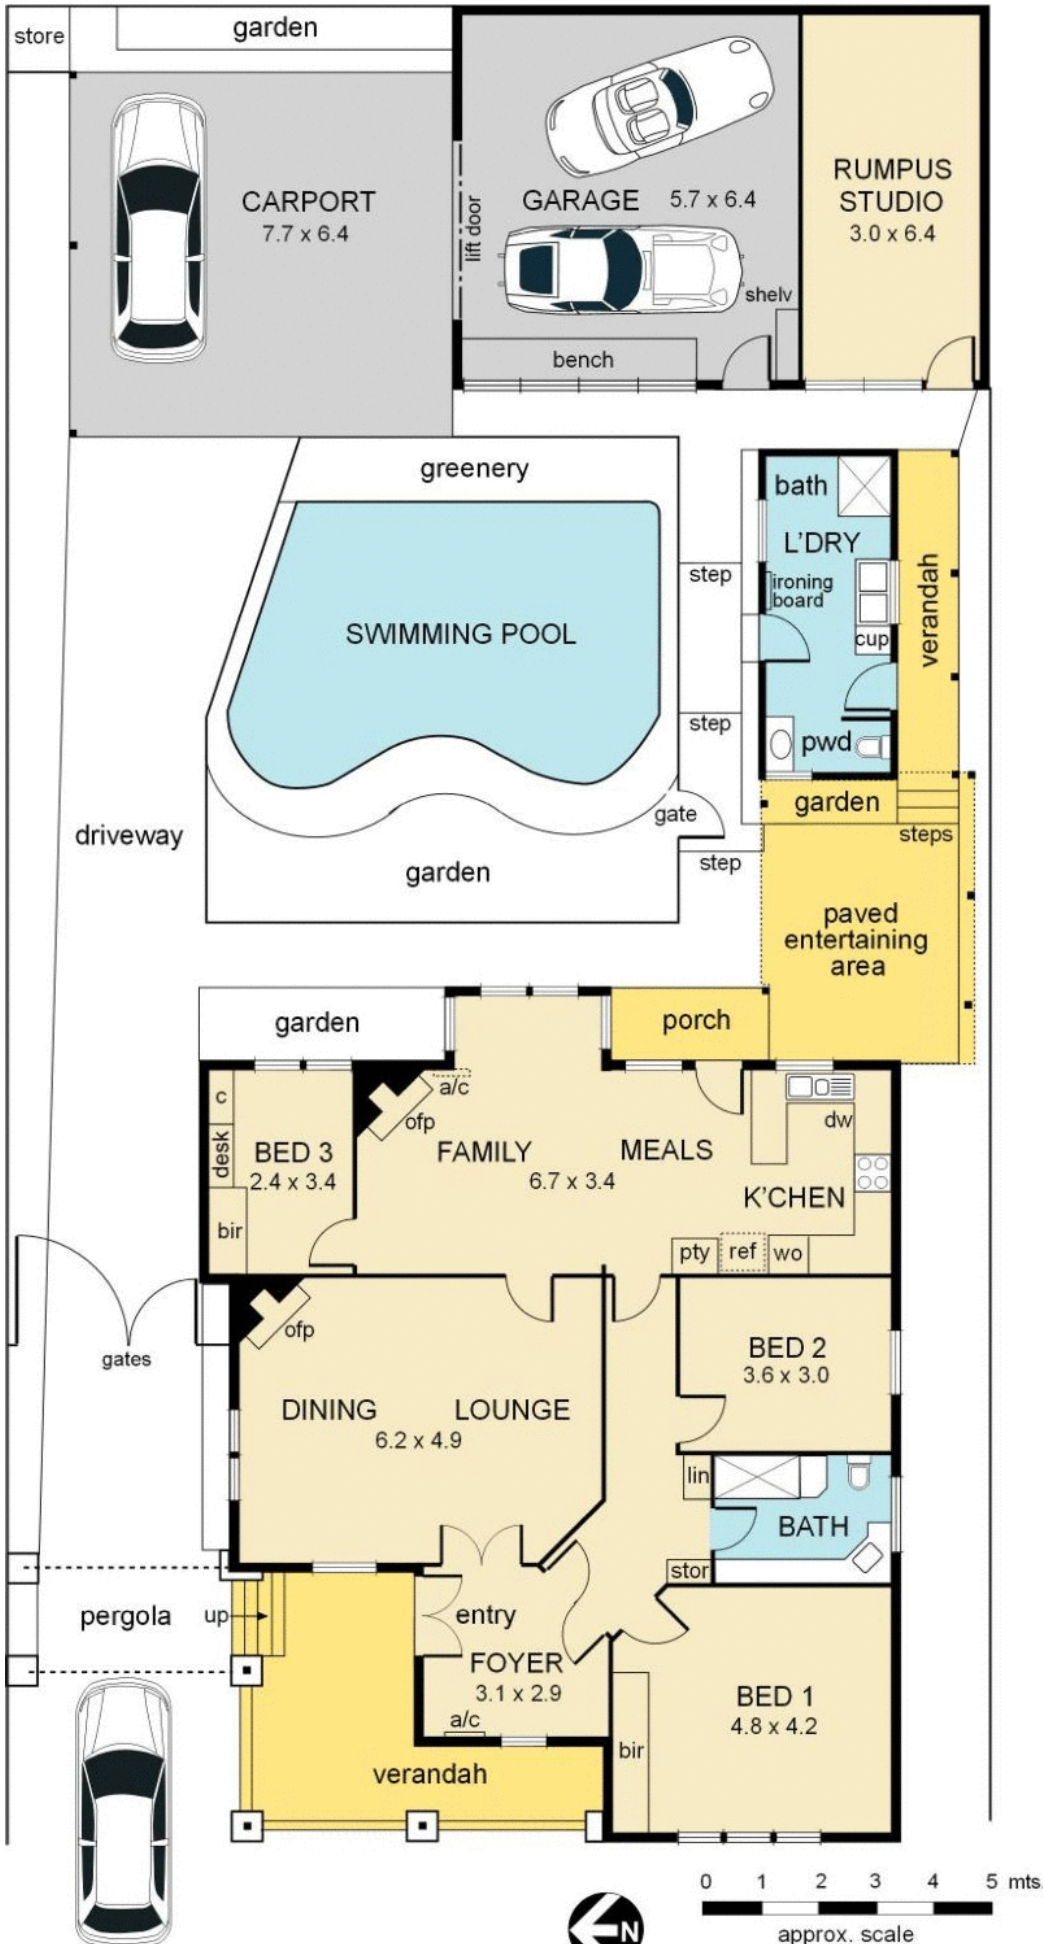 store
garden
CARPORT
7.7 x 6.4
lift door
GARAGE 5.7 x 6.4
shelv
bench
RUMPUS
STUDIO
3.0 x 6.4
greenery
SWIMMING POOL
step
step
bath
L'DRY
ironing
board
cup
pwd
verandah
garden
steps
gate
step
driveway
garden
paved
entertaining
area
garden
porch
c
desk
BED 3
2.4 x 3.4
bir
a/c
ofp
FAMILY
MEALS
6.7 x 3.4
dw
K'CHEN
pty
ref
wo
gates
ofp
DINING
LOUNGE
6.2 x 4.9
BED 2
3.6 x 3.0
lin
BATH
stor
pergola
up
entry
FOYER
3.1 x 2.9
a/c
verandah
bir
BED 1
4.8 x 4.2
N
0 1 2 3 4 5 mts.
approx. scale